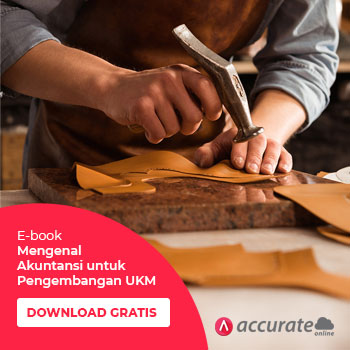 E-book
Mengenal
Akuntansi untuk
Pengembangan UKM
DOWNLOAD GRATIS
accurate
online